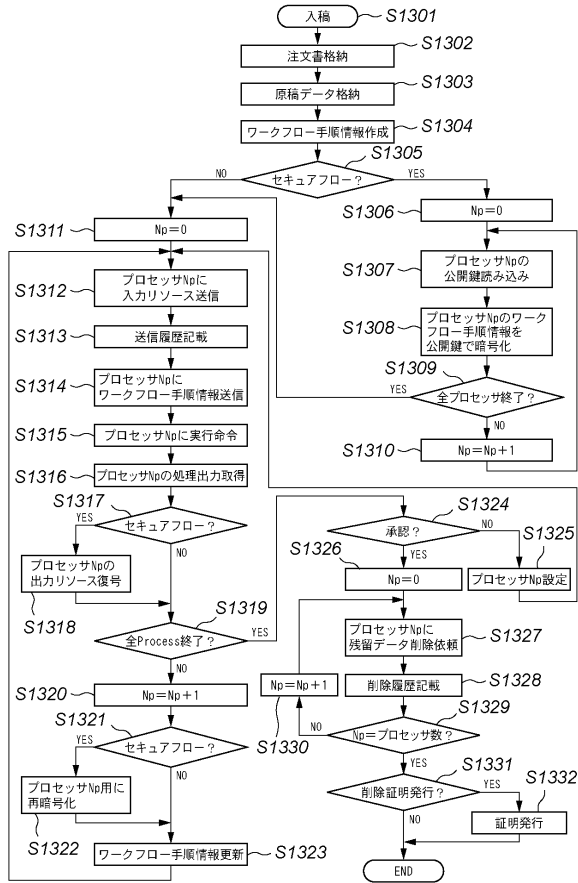 入稿
S1301
注文書格納
S1302
原稿データ格納
S1303
ワークフロー手順情報作成
S1304
セキュアフロー？
S1305
NO
YES
Np＝0
S1306
プロセッサNpの
公開鍵読み込み
S1307
プロセッサNpのワーク
フロー手順情報を
公開鍵で暗号化
S1308
全プロセッサ終了？
S1309
YES
NO
Np＝Np＋1
S1310
S1311
Np＝0
S1312
プロセッサNpに
入力リソース送信
S1313
送信履歴記載
S1314
プロセッサNpに
ワークフロー手順情報送信
S1315
プロセッサNpに実行命令
S1316
プロセッサNpの処理出力取得
S1317
セキュアフロー？
YES
NO
プロセッサNpの
出力リソース復号
S1318
全Process終了？
S1319
YES
NO
S1320
Np＝Np＋1
S1321
セキュアフロー？
YES
NO
プロセッサNp用に
再暗号化
S1322
ワークフロー手順情報更新
S1323
承認？
S1324
NO
YES
プロセッサNp設定
S1325
S1326
Np＝0
プロセッサNpに
残留データ削除依頼
S1327
削除履歴記載
S1328
Np＝プロセッサ数？
S1329
NO
YES
Np＝Np＋1
S1330
削除証明発行？
S1331
YES
NO
証明発行
S1332
END